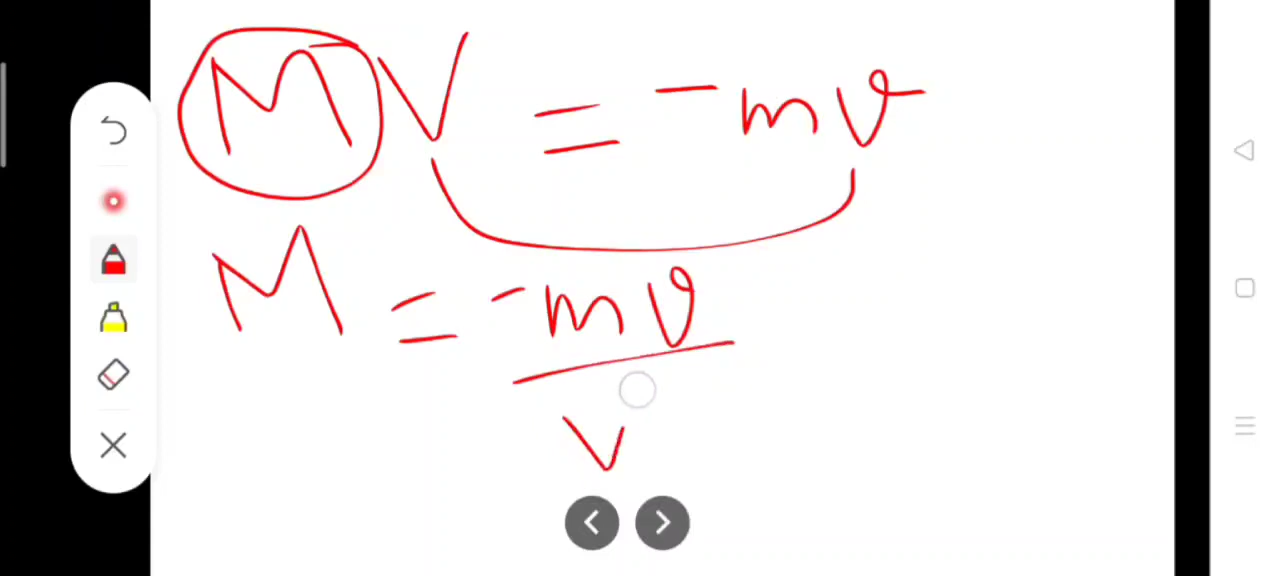 MV = -mv
M = -mv
V